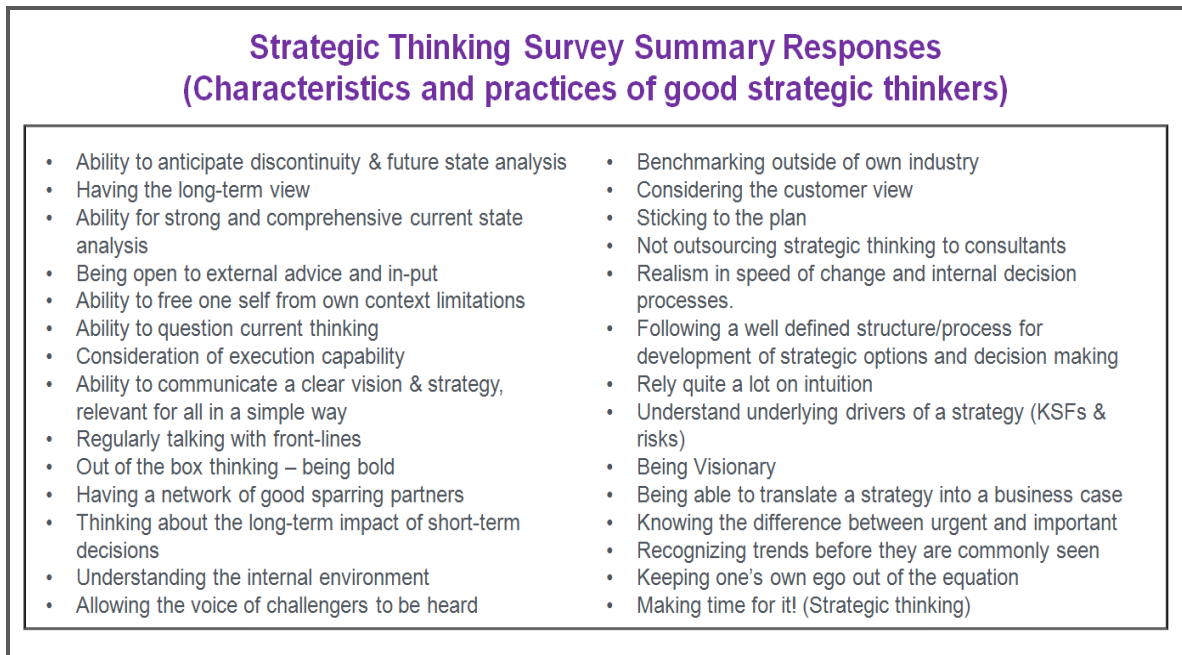 Strategic Thinking Survey Summary Responses
(Characteristics and practices of good strategic thinkers)
• Ability to anticipate discontinuity & future state analysis
• Having the long-term view
• Ability for strong and comprehensive current state
analysis
• Being open to external advice and in-put
• Ability to free one self from own context limitations
• Ability to question current thinking
• Consideration of execution capability
• Ability to communicate a clear vision & strategy,
relevant for all in a simple way
• Regularly talking with front-lines
• Out of the box thinking – being bold
• Having a network of good sparring partners
• Thinking about the long-term impact of short-term
decisions
• Understanding the internal environment
• Allowing the voice of challengers to be heard
• Benchmarking outside of own industry
• Considering the customer view
• Sticking to the plan
• Not outsourcing strategic thinking to consultants
• Realism in speed of change and internal decision
processes.
• Following a well defined structure/process for
development of strategic options and decision making
• Rely quite a lot on intuition
• Understand underlying drivers of a strategy (KSFs &
risks)
• Being Visionary
• Being able to translate a strategy into a business case
• Knowing the difference between urgent and important
• Recognizing trends before they are commonly seen
• Keeping one’s own ego out of the equation
• Making time for it! (Strategic thinking)